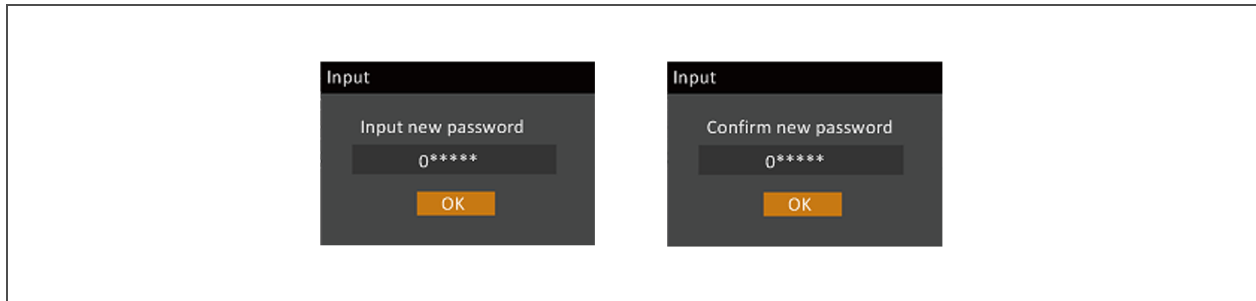 Input
Input new password
0*****
OK
Input
Confirm new password
0*****
OK